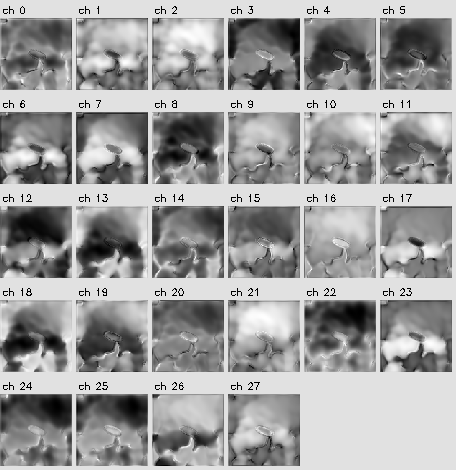 ch 0 ch 1 ch 2 ch 3 ch 4 ch 5
ch 6 ch 7 ch 8 ch 9 ch 10 ch 11
ch 12 ch 13 ch 14 ch 15 ch 16 ch 17
ch 18 ch 19 ch 20 ch 21 ch 22 ch 23
ch 24 ch 25 ch 26 ch 27